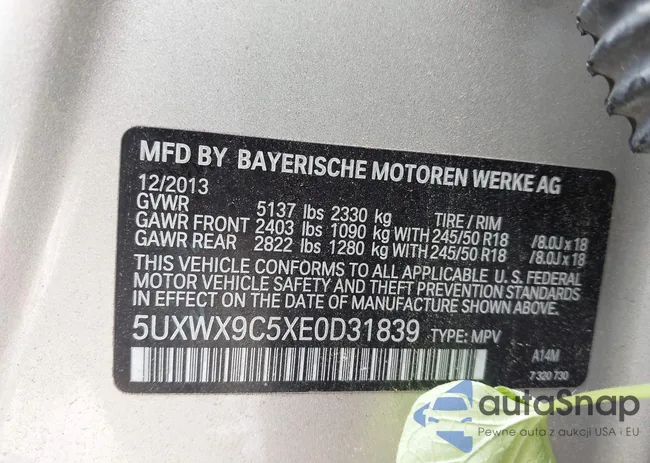 MFD BY BAYERISCHE MOTOREN WERKE AG
12/2013
GVWR 5137 lbs 2330 kg TIRE / RIM
GAWR FRONT 2403 lbs 1090 kg WITH 245/50 R18 / 8.0J x 18
GAWR REAR 2822 lbs 1280 kg WITH 245/50 R18 / 8.0J x 18
THIS VEHICLE CONFORMS TO ALL APPLICABLE U.S. FEDERAL
MOTOR VEHICLE SAFETY AND THEFT PREVENTION STANDARDS
IN EFFECT ON THE DATE OF MANUFACTURE SHOWN ABOVE.
5UXWX9C5XE0D31839 TYPE: MPV
A14M
7 320 730
autaSnap
Pewne auta z aukcji USA i EU